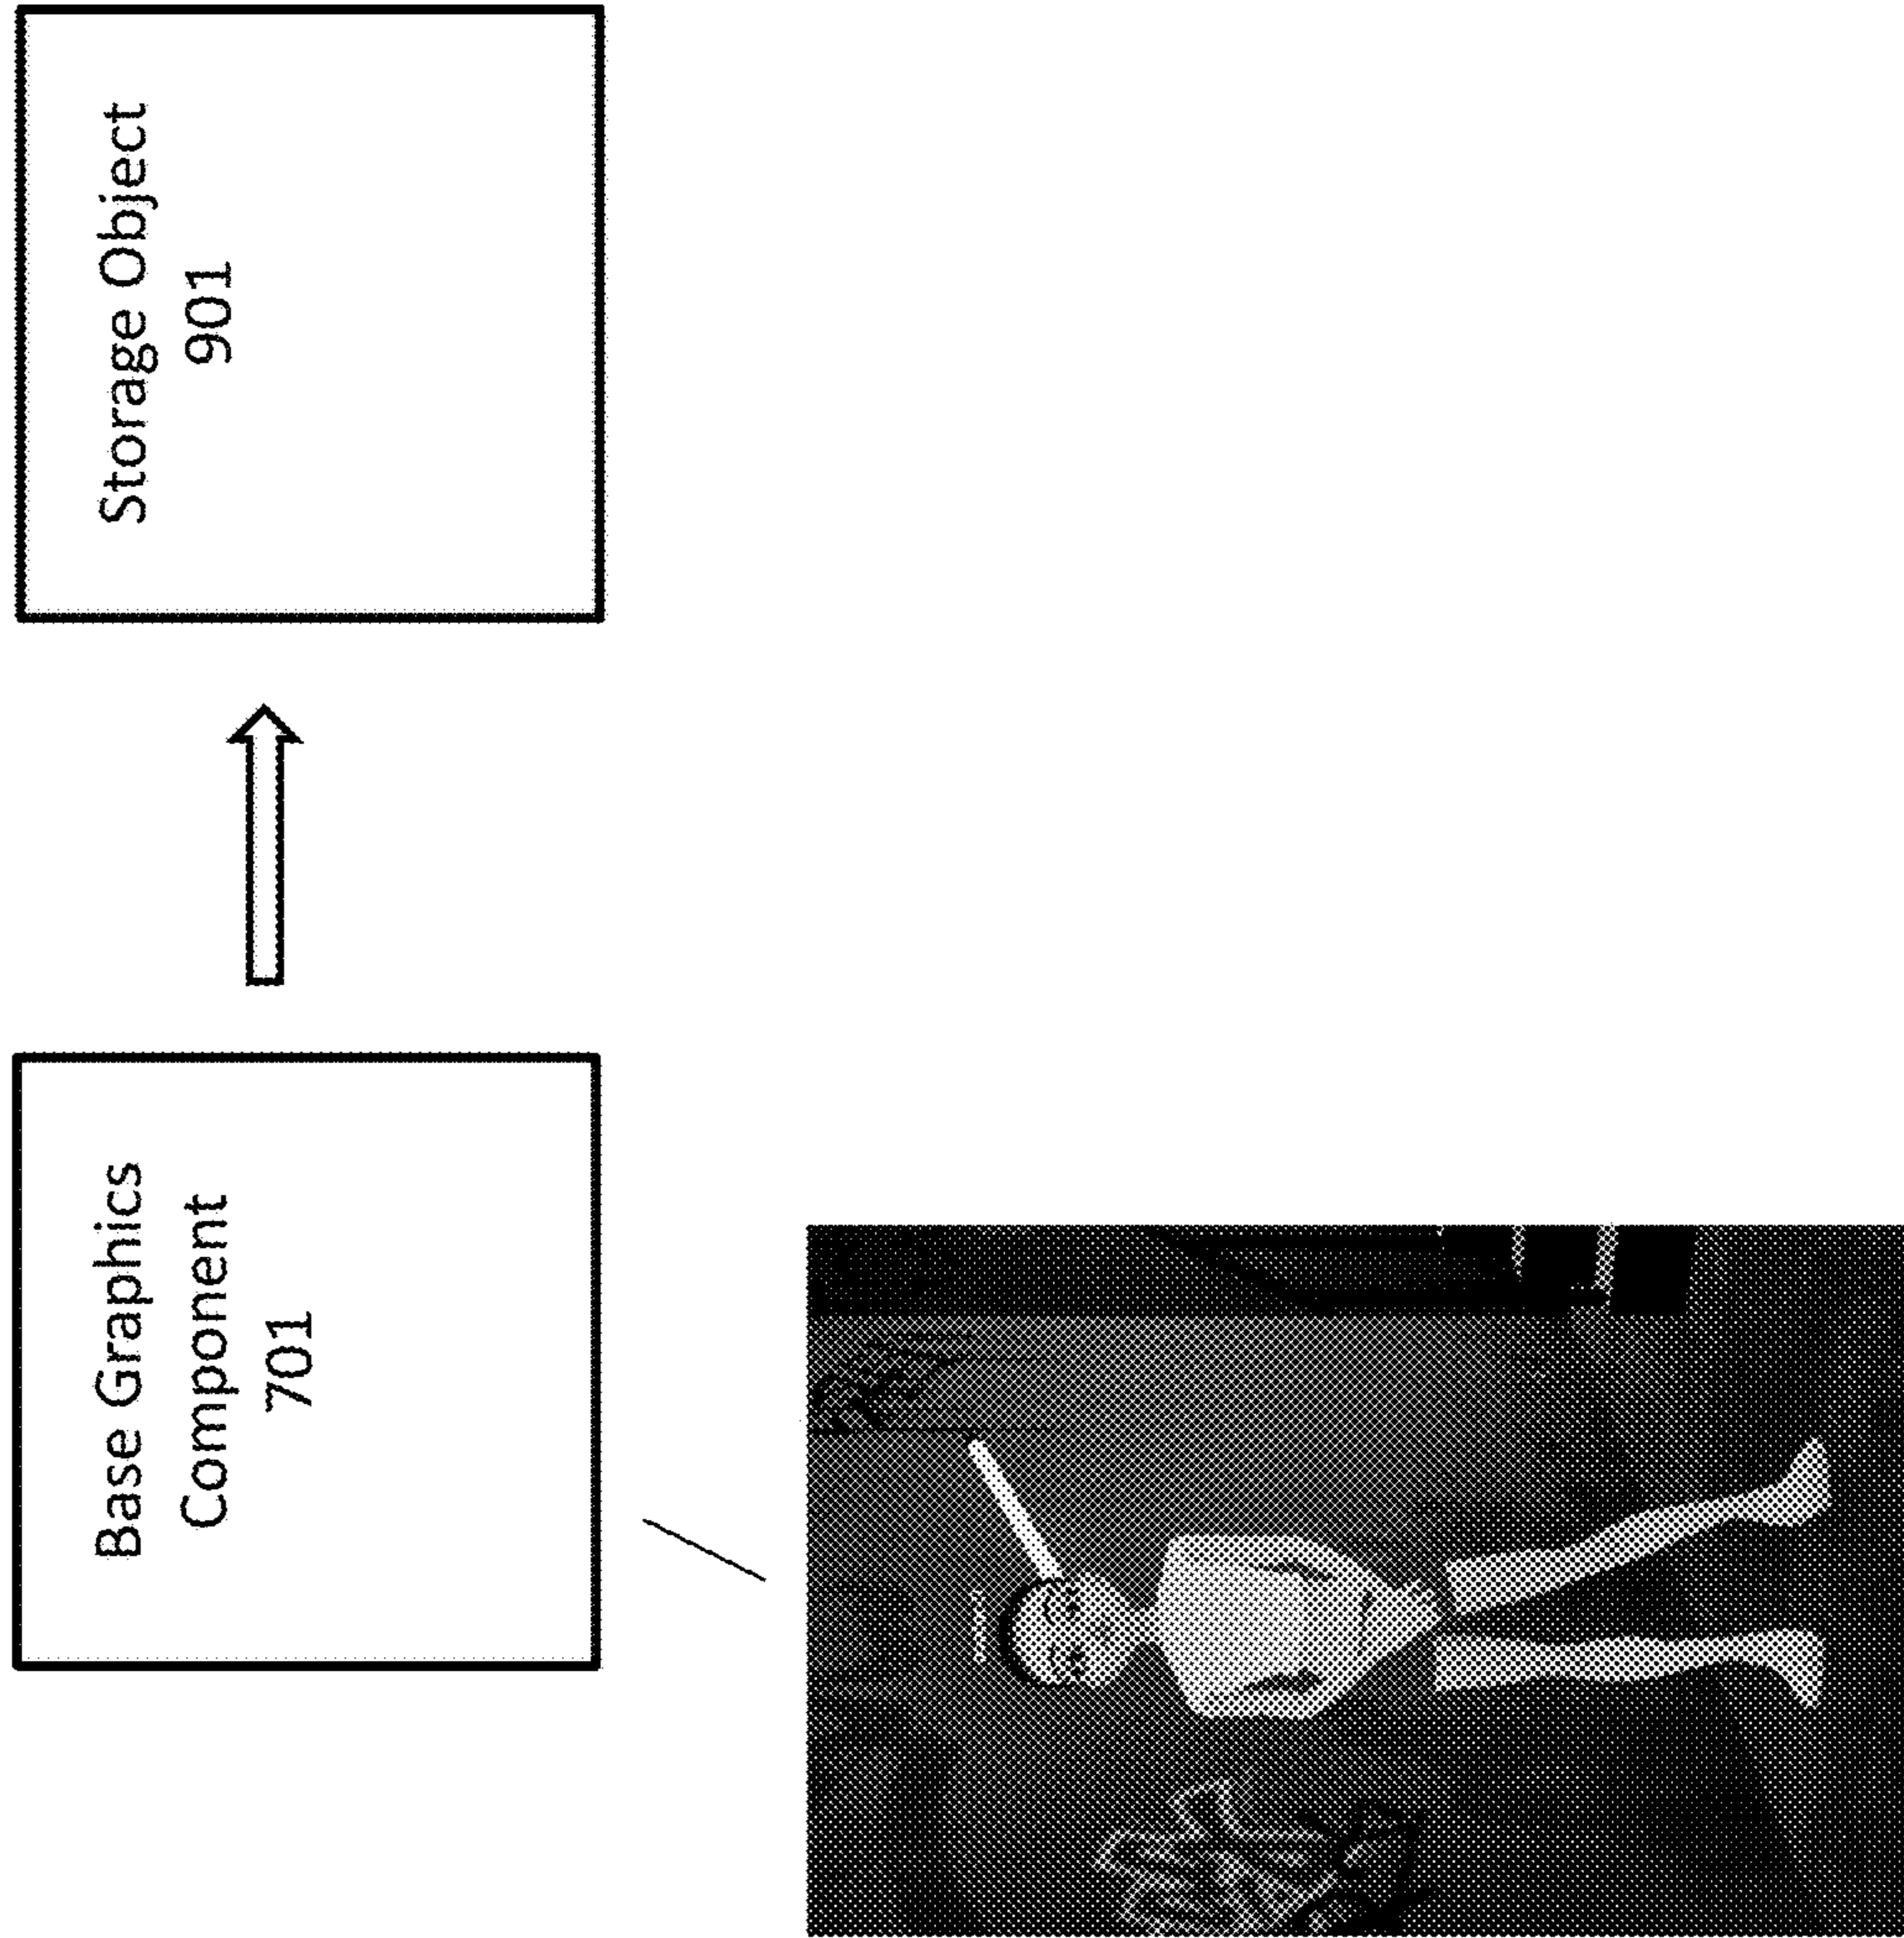 Base Graphics
Component
701
Storage Object
901